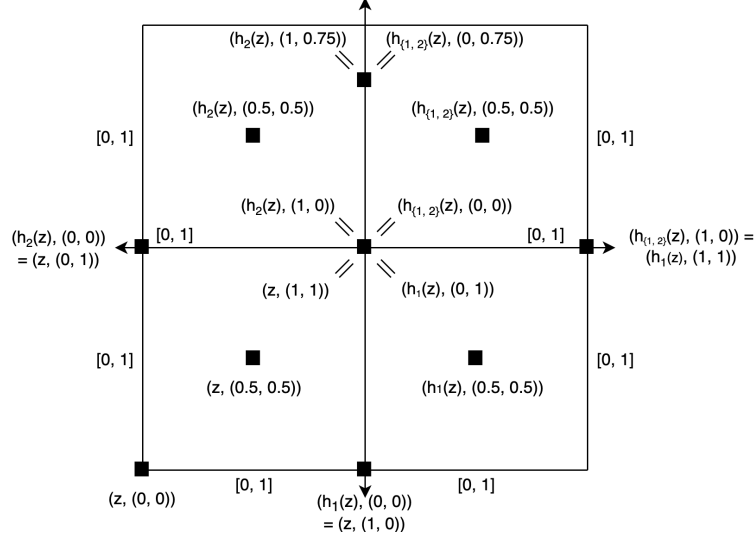 (h₂(z), (1, 0.75)) (h{1, 2}(z), (0, 0.75))
(h₂(z), (0.5, 0.5)) (h{1, 2}(z), (0.5, 0.5))
[0, 1] [0, 1]
(h₂(z), (1, 0)) (h{1, 2}(z), (0, 0))
(h₂(z), (0, 0)) [0, 1] [0, 1] (h{1, 2}(z), (1, 0)) =
= (z, (0, 1)) (h₁(z), (1, 1))
(z, (1, 1)) (h₁(z), (0, 1))
[0, 1] [0, 1]
(z, (0.5, 0.5)) (h₁(z), (0.5, 0.5))
[0, 1] [0, 1]
(z, (0, 0)) (h₁(z), (0, 0))
= (z, (1, 0))